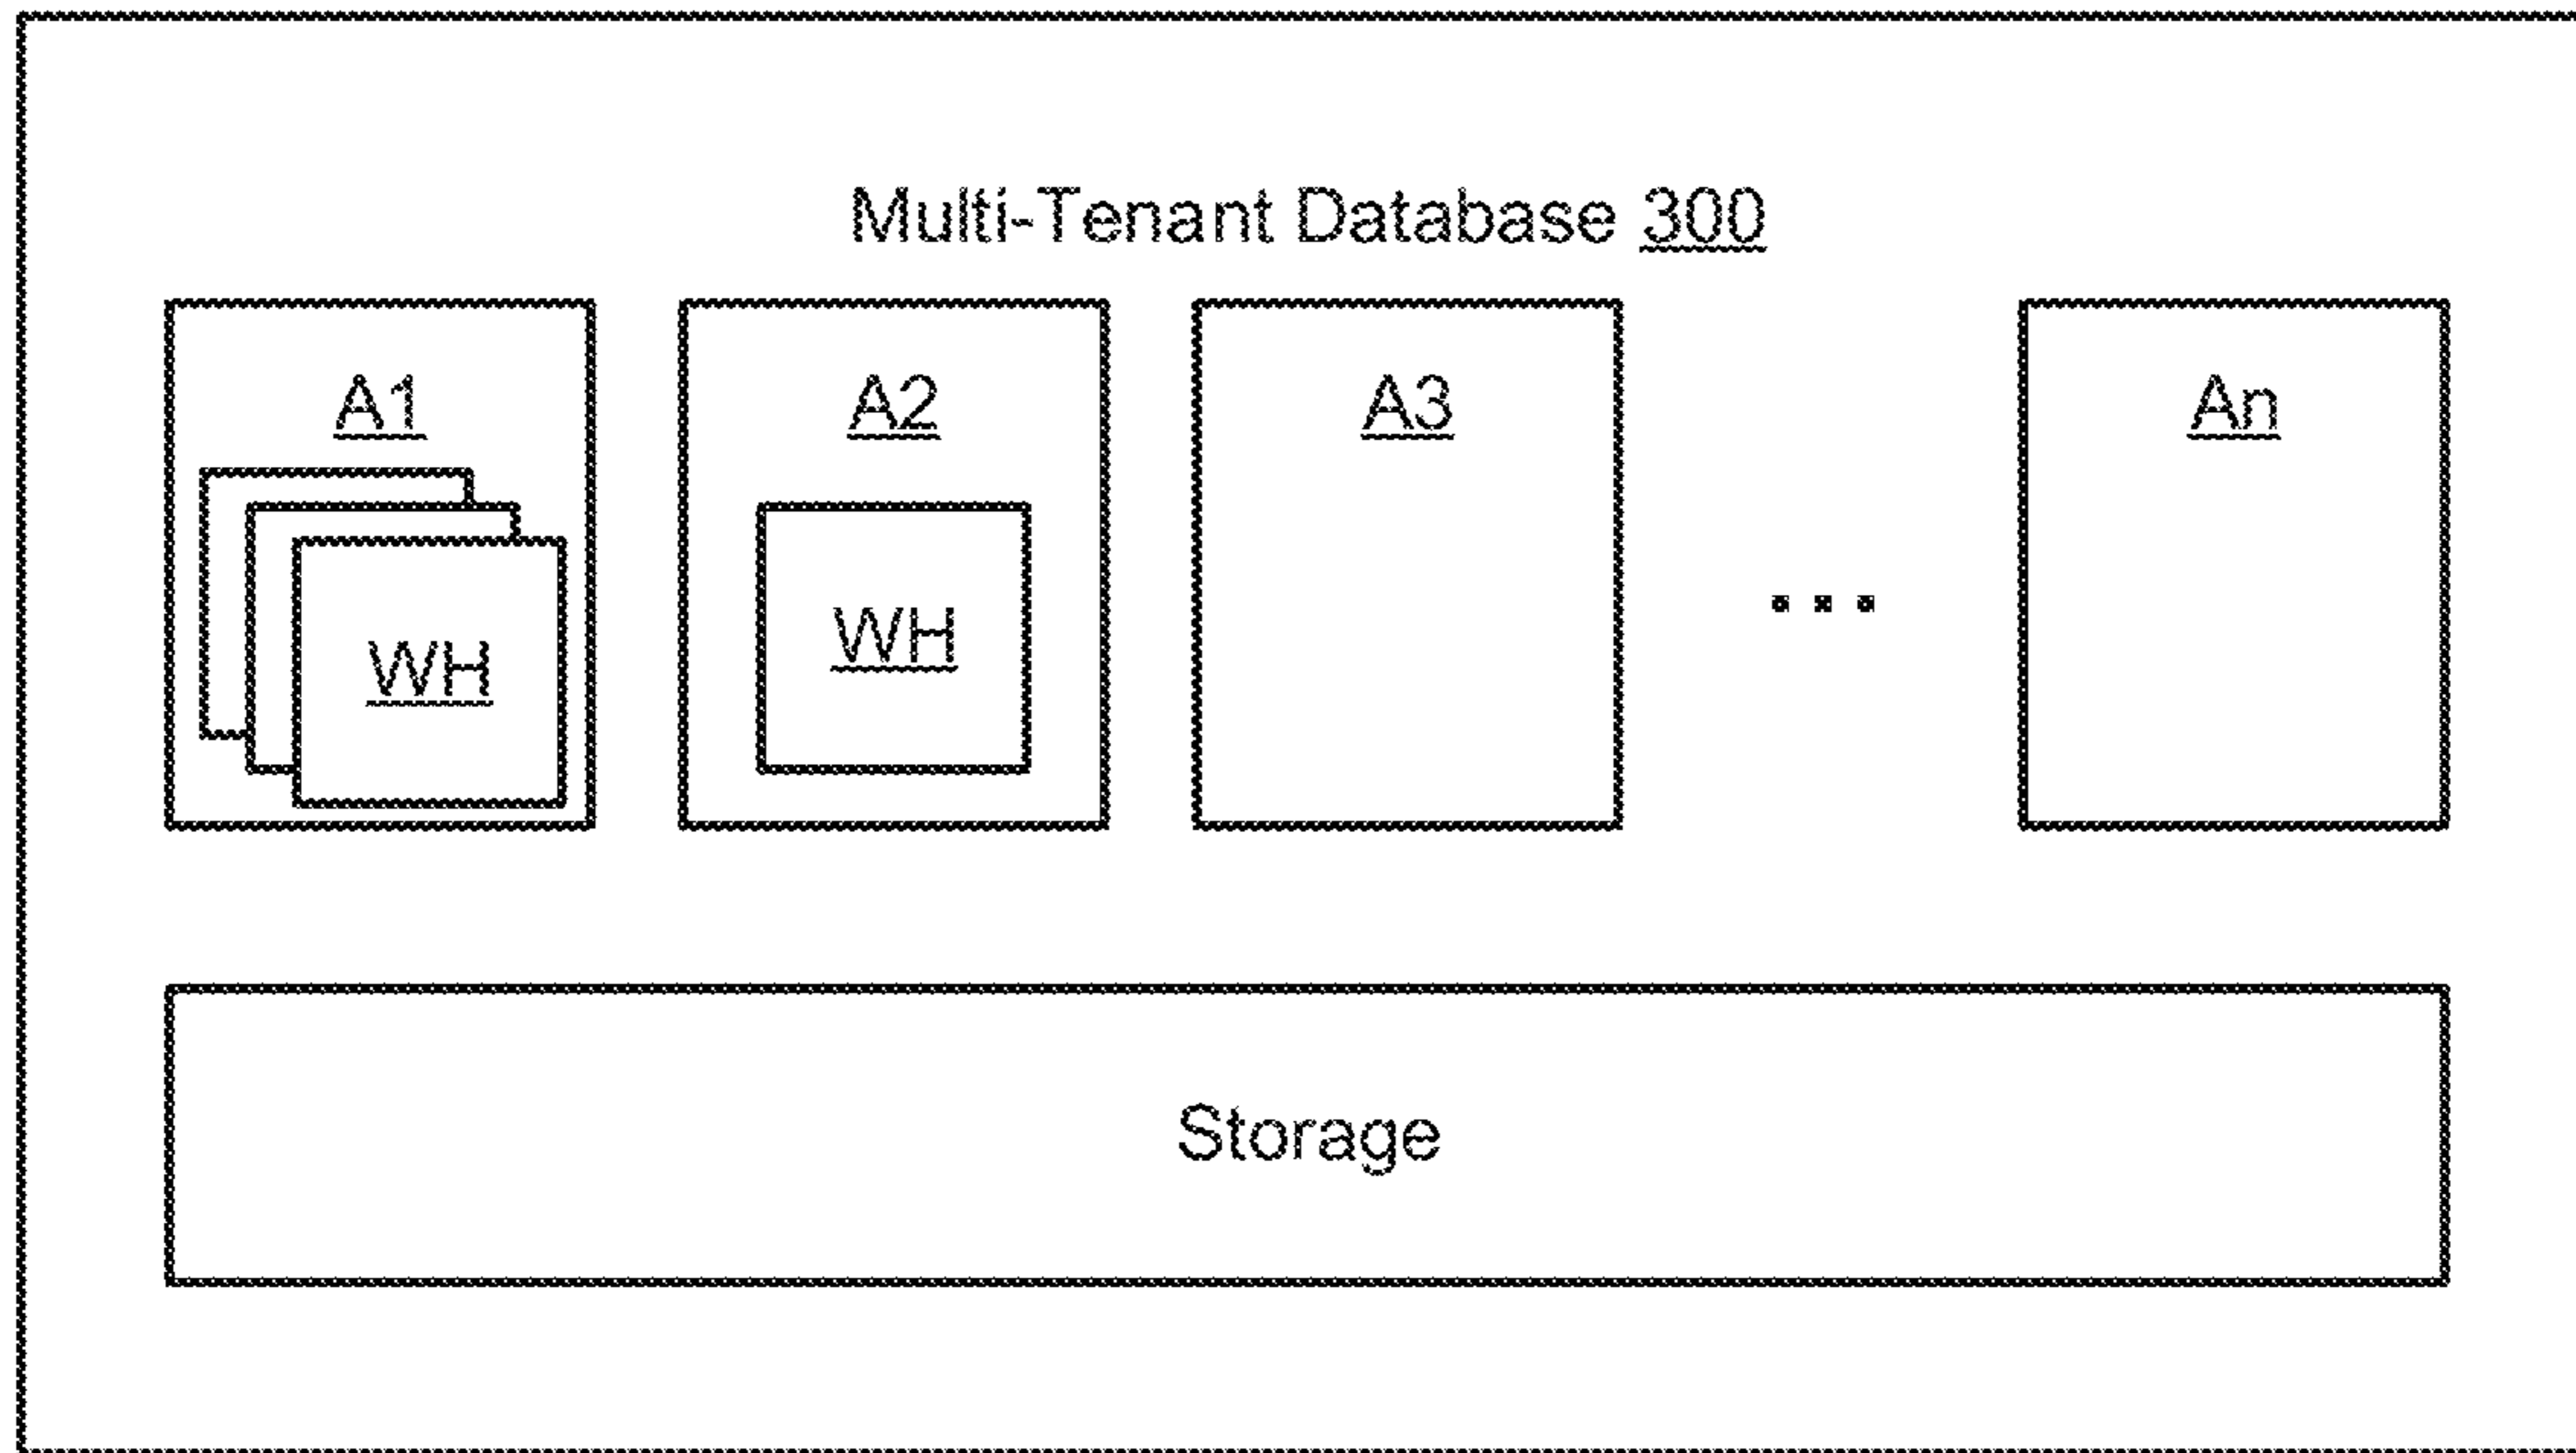 Multi-Tenant Database 300
A1 A2 A3 An
WH WH
...
Storage